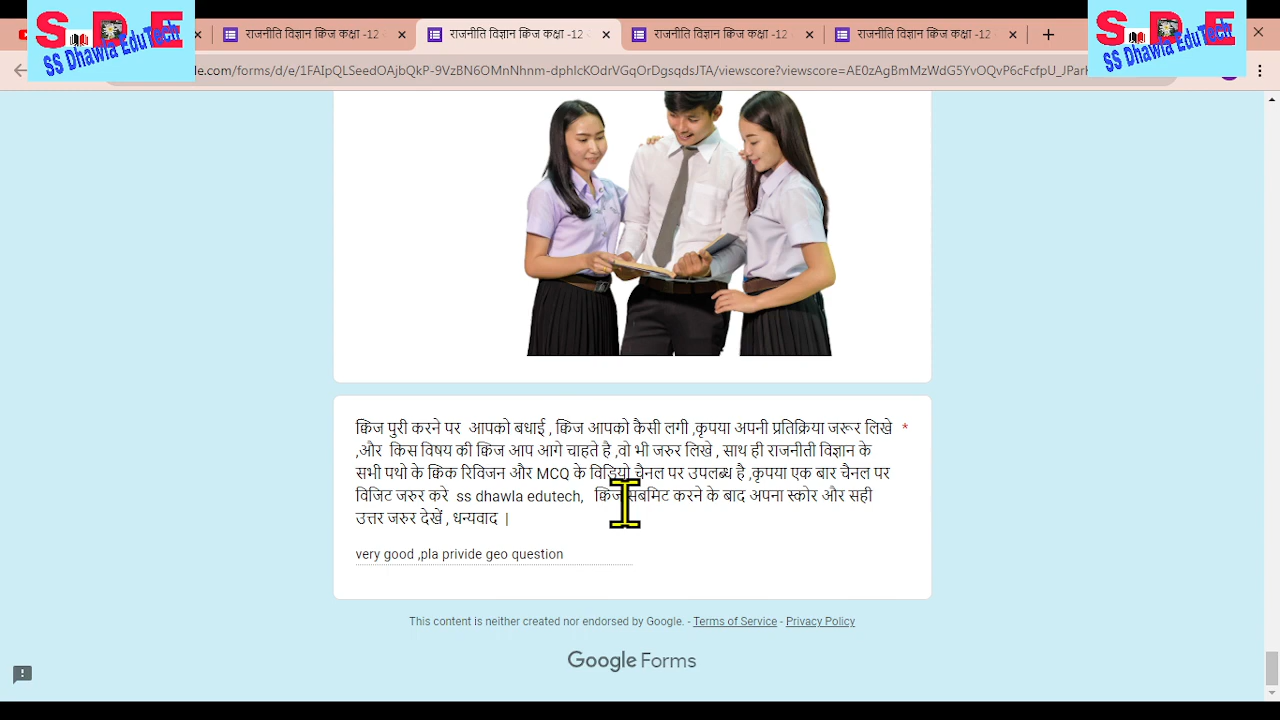 S D E
SS Dhawla EduTech
राजनीति विज्ञान क्विज कक्षा -12
राजनीति विज्ञान क्विज कक्षा -12
राजनीति विज्ञान क्विज कक्षा -12
राजनीति विज्ञान क्विज कक्षा -12
S D E
SS Dhawla EduTech
क्विज पुरी करने पर आपको बधाई , क्विज आपको कैसी लगी ,कृपया अपनी प्रतिक्रिया जरूर लिखे *
,और किस विषय की क्विज आप आगे चाहते है ,वो भी जरुर लिखे , साथ ही राजनीती विज्ञान के
सभी पथो के क्विक रिविजन और MCQ के विडियो चैनल पर उपलब्ध है ,कृपया एक बार चैनल पर
विजिट जरुर करे ss dhawla edutech, क्विज सबमिट करने के बाद अपना स्कोर और सही
उत्तर जरुर देखें , धन्यवाद |
very good ,pla privide geo question
This content is neither created nor endorsed by Google. - Terms of Service - Privacy Policy
Google Forms